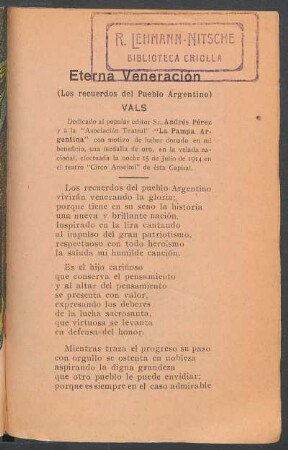 R. LEHMANN-NITSCHE
BIBLIOTECA CRIOLLA
Eterna Veneración
(Los recuerdos del Pueblo Argentino)
VALS
Dedicado al popular editor Sr. Andrés Pérez
y á la "Asociación Teatral" "La Pampa Ar-
gentina" con motivo de haber donado en mi
beneficio, una medalla de oro, en la velada so-
cial, efectuada la noche 15 de Julio de 1914 en
el teatro "Circo Anselmi" de ésta Capital.
Los recuerdos del pueblo Argentino
vivirán venerando la gloria;
porque tiene en su seno la historia
una nueva y brillante nación.
Inspirado en la lira cantando
al impulso del gran patriotismo,
respectuoso con todo heroísmo
la saluda mi humilde canción.
Es el hijo cariñoso
que conserva el pensamiento
y al altar del pensamiento
se presenta con valor,
expresando los deberes
de la lucha sacrosanta,
que virtuosa se levanta
en defensa del honor.
Mientras traza el progreso su paso
con orgullo se ostenta en nobleza
aspirando la digna grandeza
que otro pueblo le puede envidiar;
porque es siempre en el caso admirable